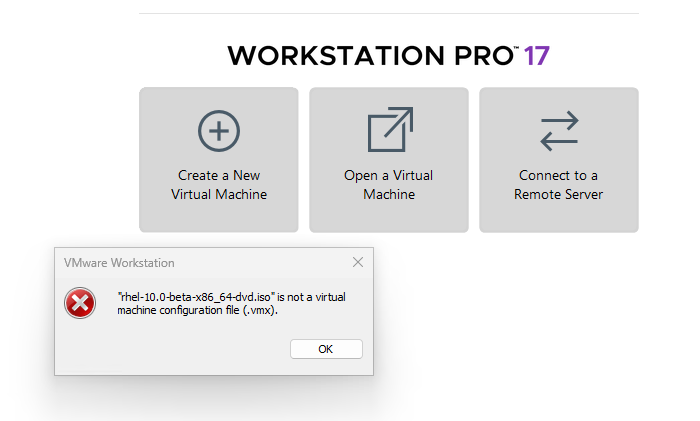 WORKSTATION PRO™ 17
Create a New
Virtual Machine
Open a Virtual
Machine
Connect to a
Remote Server
VMware Workstation
"rhel-10.0-beta-x86_64-dvd.iso" is not a virtual
machine configuration file (.vmx).
OK